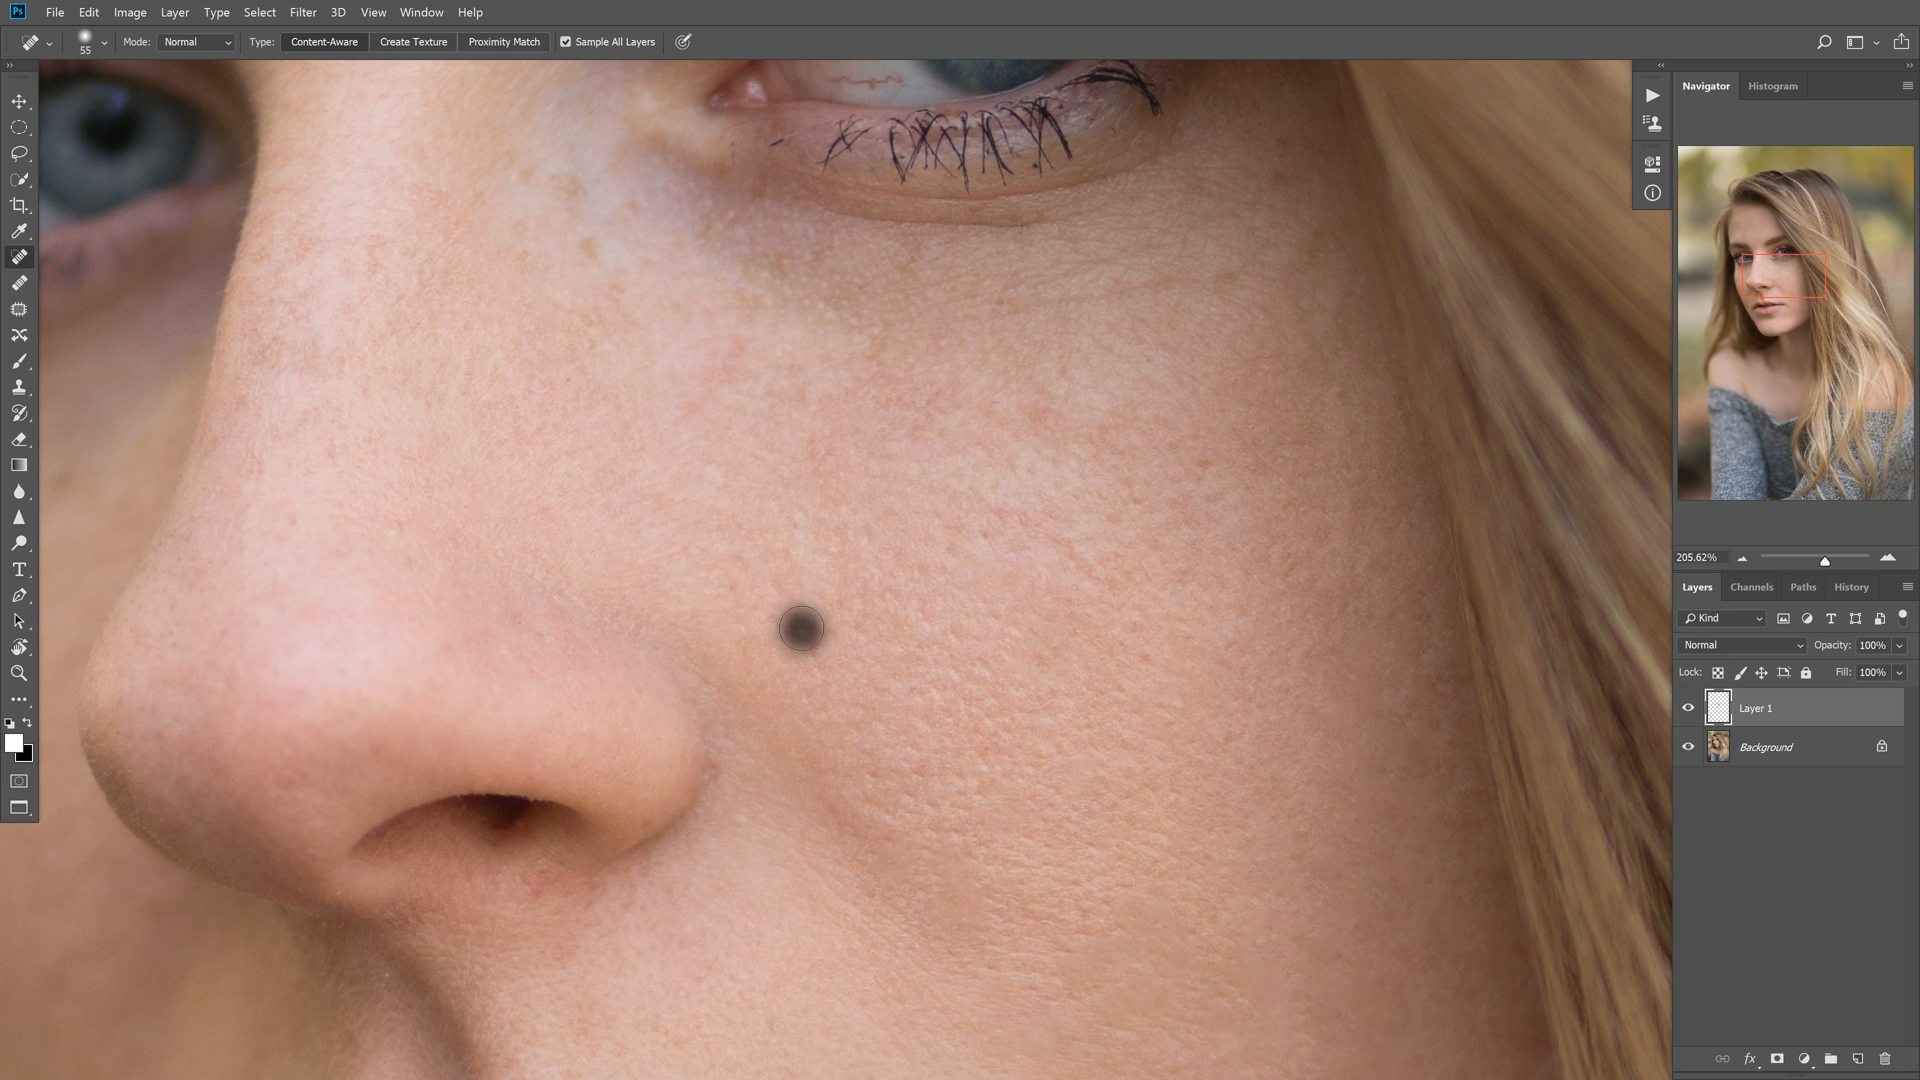 Ps File Edit Image Layer Type Select Filter 3D View Window Help
55 Mode: Normal Type: Content-Aware Create Texture Proximity Match Sample All Layers
Navigator Histogram
205.62%
Layers Channels Paths History
Kind
Normal Opacity: 100%
Lock: Fill: 100%
Layer 1
Background
fx